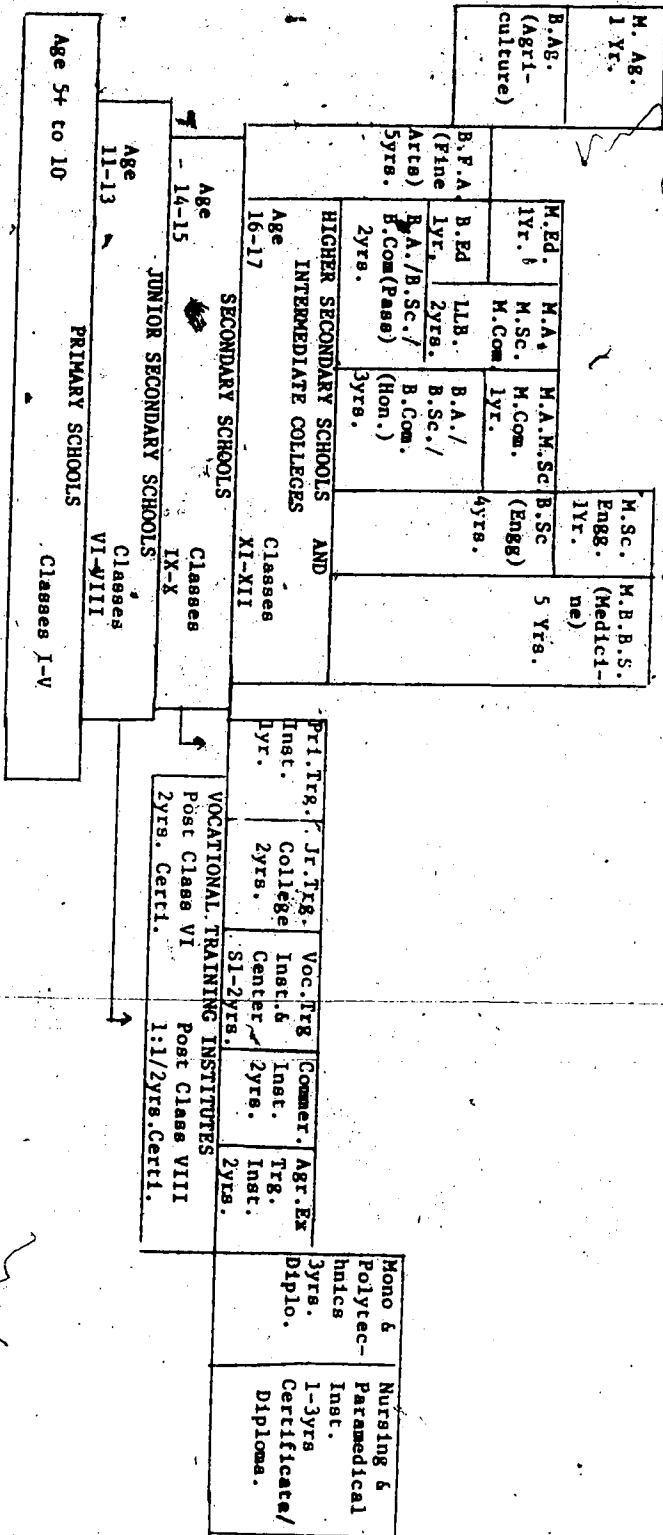 M. Ag.
1 Yr.
B.Ag.
(Agri-
culture)
B.F.A.
(Fine
Arts)
5yrs.
M.Ed.
1Yr.
B.Ed
1yr.
M.A.
M.Sc.
M.Com.
LLB.
2yrs.
B.A./B.Sc./
B.Com(Pass)
2yrs.
M.A.M.Sc
M.Com.
1yr.
B.A./
B.Sc./
B.Com.
(Hon.)
3yrs.
M.Sc.
Engg.
1Yr.
B.Sc
(Engg)
4yrs.
M.B.B.S.
(Medici-
ne)
5 Yrs.
HIGHER SECONDARY SCHOOLS AND
INTERMEDIATE COLLEGES
Age
16-17
Classes
XI-XII
SECONDARY SCHOOLS
Age
14-15
Classes
IX-X
JUNIOR SECONDARY SCHOOLS
Age
11-13
Classes
VI-VIII
PRIMARY SCHOOLS
Age 5+ to 10
Classes I-V
Pri.Trg.
Inst.
1yr.
Jr.Trg.
College
2yrs.
Voc.Trg
Inst.&
Center
S1-2yrs.
Commer.
Inst.
2yrs.
Agr.Ex
Trg.
Inst.
2yrs.
VOCATIONAL TRAINING INSTITUTES
Post Class VI
2yrs. Certi.
Post Class VIII
1:1/2yrs.Certi.
Mono &
Polytec-
hnics
3yrs.
Diplo.
Nursing &
Paramedical
Inst.
1-3yrs
Certificate/
Diploma.